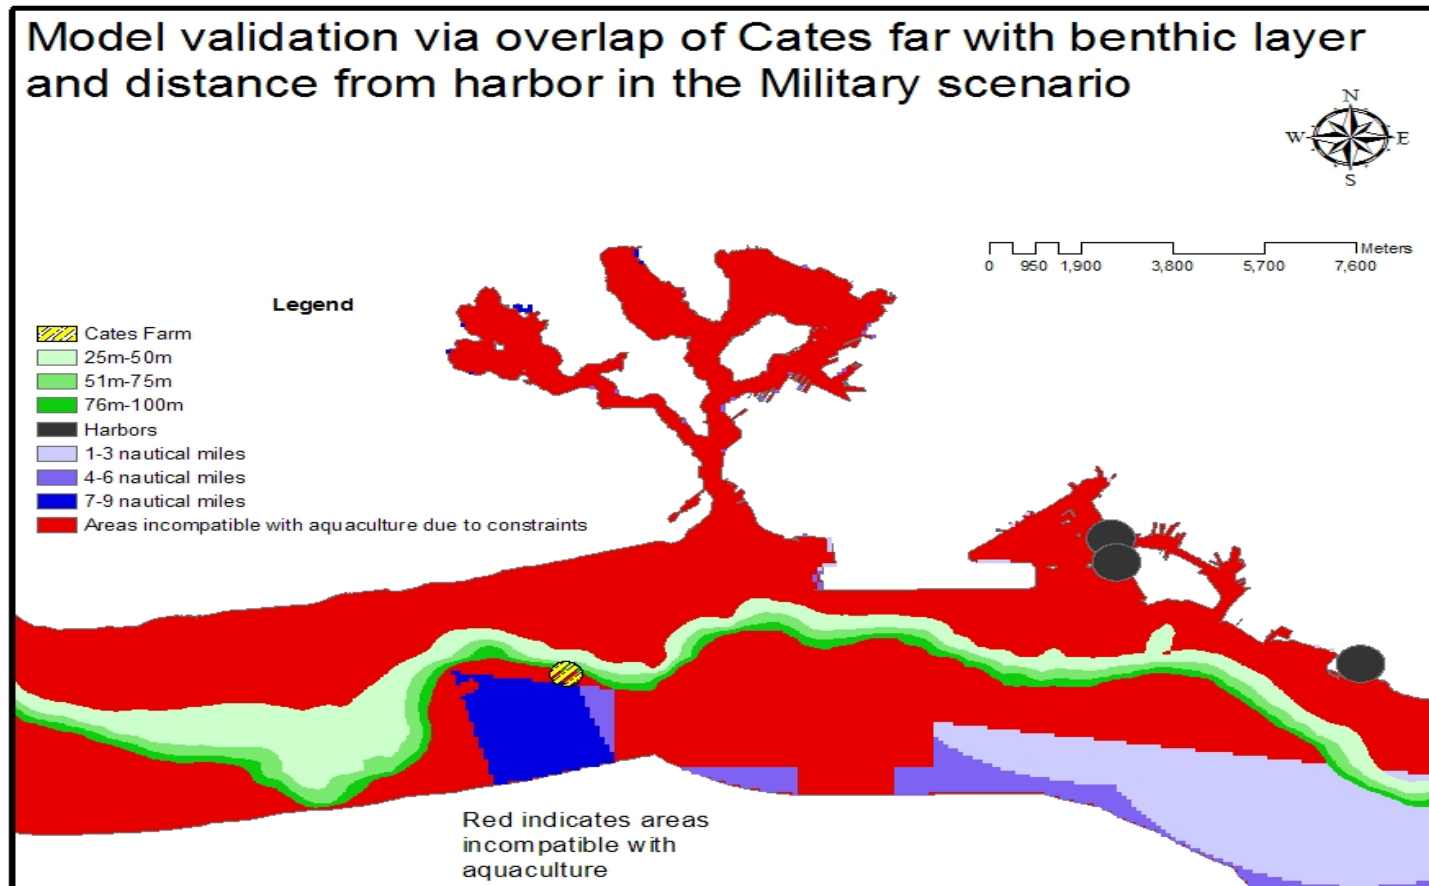 Model validation via overlap of Cates far with benthic layer
and distance from harbor in the Military scenario
N
W
E
S
Meters
0 950 1,900 3,800 5,700 7,600
Legend
Cates Farm
25m-50m
51m-75m
76m-100m
Harbors
1-3 nautical miles
4-6 nautical miles
7-9 nautical miles
Areas incompatible with aquaculture due to constraints
Red indicates areas
incompatible with
aquaculture